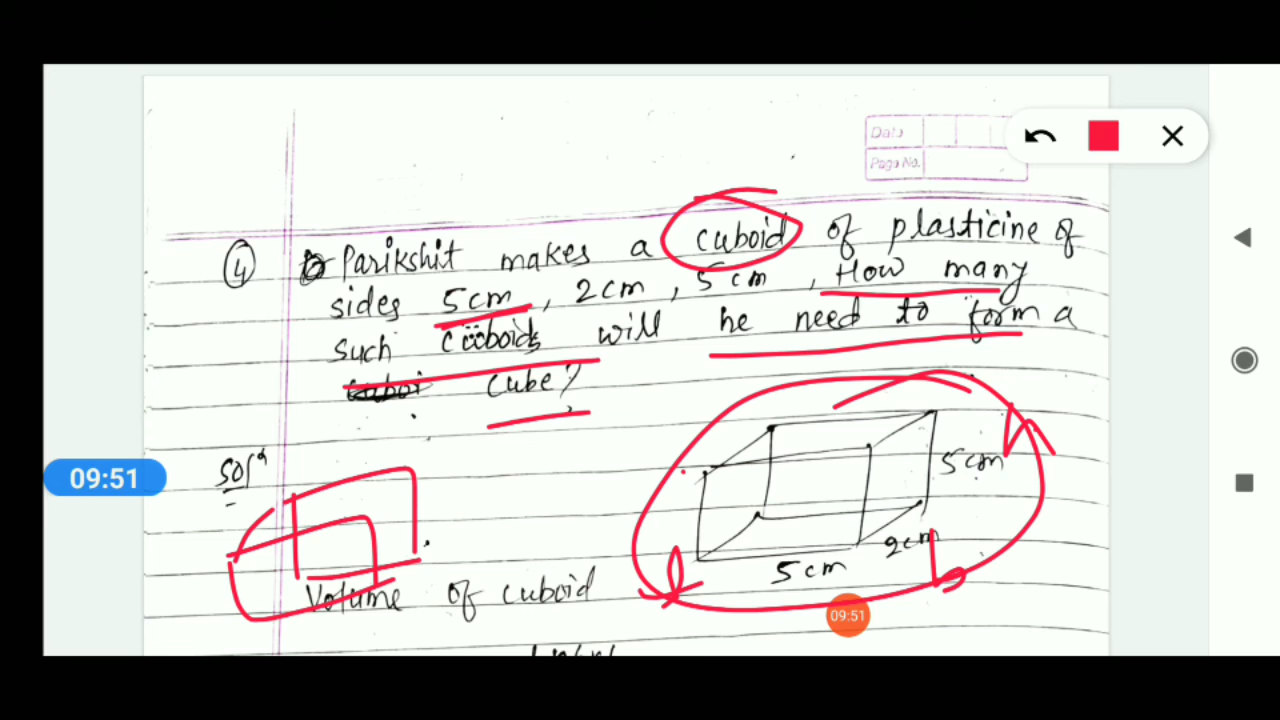 Date
Page No.
(4) Parikshit makes a cuboid of plasticine of
sides 5cm, 2cm, 5cm, How many
such cuboids will he need to form a
cube?
Soln
09:51
5cm
2cm
5cm
Volume of cuboid
09:51